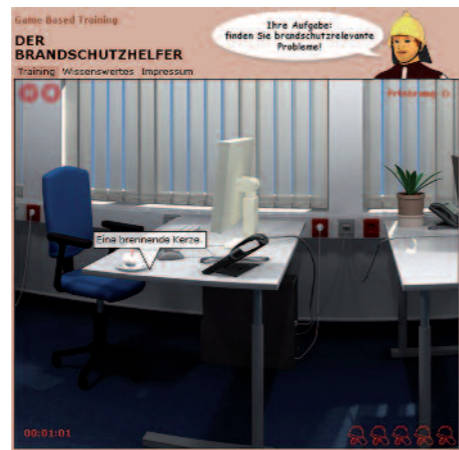 Game Based Training
DER
BRANDSCHUTZHELFER
Training Wissenswertes Impressum
Ihre Aufgabe:
finden Sie brandschutzrelevante
Probleme!
Eine brennende Kerze.
00:01:01